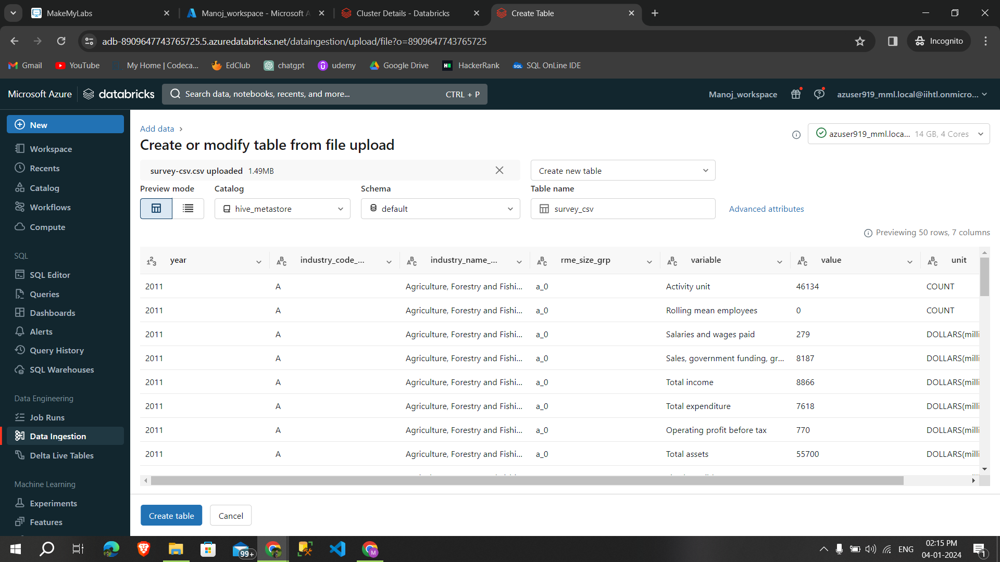 MakeMyLabs
Manoj_workspace - Microsoft A
Cluster Details - Databricks
Create Table
adb-8909647743765725.5.azuredatabricks.net/dataingestion/upload/file?o=8909647743765725
Incognito
Gmail
YouTube
My Home | Codeca...
EdClub
chatgpt
udemy
Google Drive
HackerRank
SQL OnLine IDE
Microsoft Azure
databricks
Search data, notebooks, recents, and more...
CTRL + P
Manoj_workspace
azuser919_mml.local@iihtl.onmicro...
New
Workspace
Recents
Catalog
Workflows
Compute
SQL
SQL Editor
Queries
Dashboards
Alerts
Query History
SQL Warehouses
Data Engineering
Job Runs
Data Ingestion
Delta Live Tables
Machine Learning
Experiments
Features
Add data
Create or modify table from file upload
azuser919_mml.loca... 14 GB, 4 Cores
survey-csv.csv uploaded 1.49MB
Create new table
Preview mode
Catalog
Schema
Table name
hive_metastore
default
survey_csv
Advanced attributes
Previewing 50 rows, 7 columns
year industry_code_... industry_name_... rme_size_grp variable value unit
2011 A Agriculture, Forestry and Fishi... a_0 Activity unit 46134 COUNT
2011 A Agriculture, Forestry and Fishi... a_0 Rolling mean employees 0 COUNT
2011 A Agriculture, Forestry and Fishi... a_0 Salaries and wages paid 279 DOLLARS(milli
2011 A Agriculture, Forestry and Fishi... a_0 Sales, government funding, gr... 8187 DOLLARS(milli
2011 A Agriculture, Forestry and Fishi... a_0 Total income 8866 DOLLARS(milli
2011 A Agriculture, Forestry and Fishi... a_0 Total expenditure 7618 DOLLARS(milli
2011 A Agriculture, Forestry and Fishi... a_0 Operating profit before tax 770 DOLLARS(milli
2011 A Agriculture, Forestry and Fishi... a_0 Total assets 55700 DOLLARS(milli
Create table
Cancel
99+
M
ENG
02:15 PM
04-01-2024
1